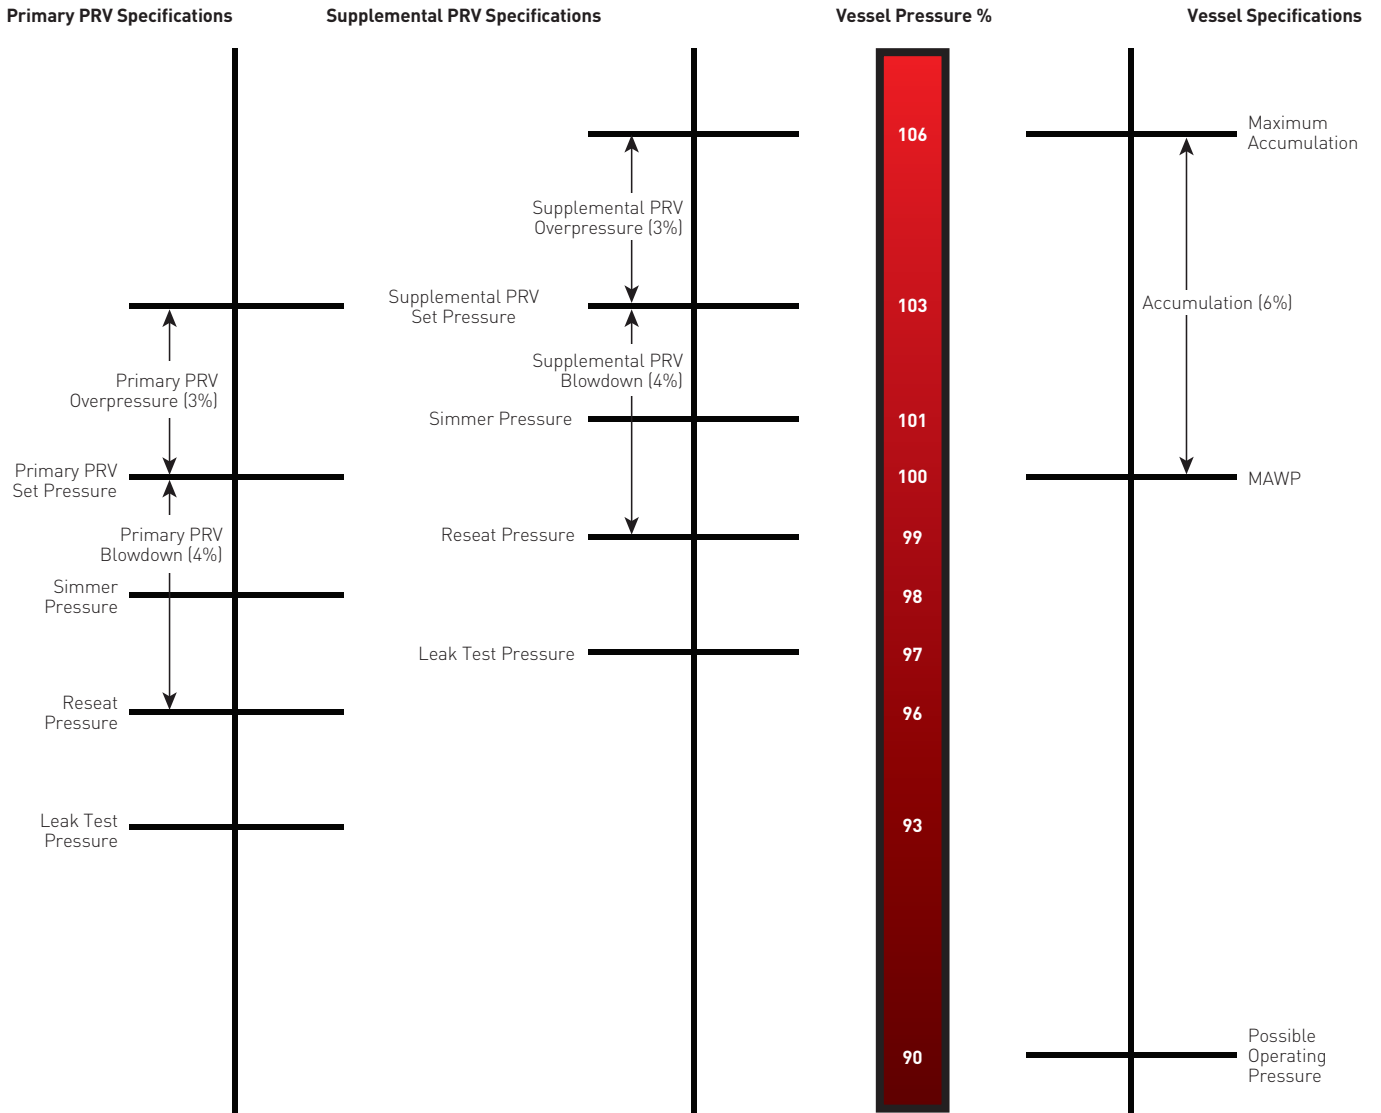 Primary PRV Specifications
Supplemental PRV Specifications
Vessel Pressure %
Vessel Specifications
Primary PRV
Overpressure (3%)
Primary PRV
Set Pressure
Primary PRV
Blowdown (4%)
Simmer
Pressure
Reseat
Pressure
Leak Test
Pressure
Supplemental PRV
Overpressure (3%)
Supplemental PRV
Set Pressure
Supplemental PRV
Blowdown (4%)
Simmer Pressure
Reseat Pressure
Leak Test Pressure
106
103
101
100
99
98
97
96
93
90
Maximum
Accumulation
Accumulation (6%)
MAWP
Possible
Operating
Pressure